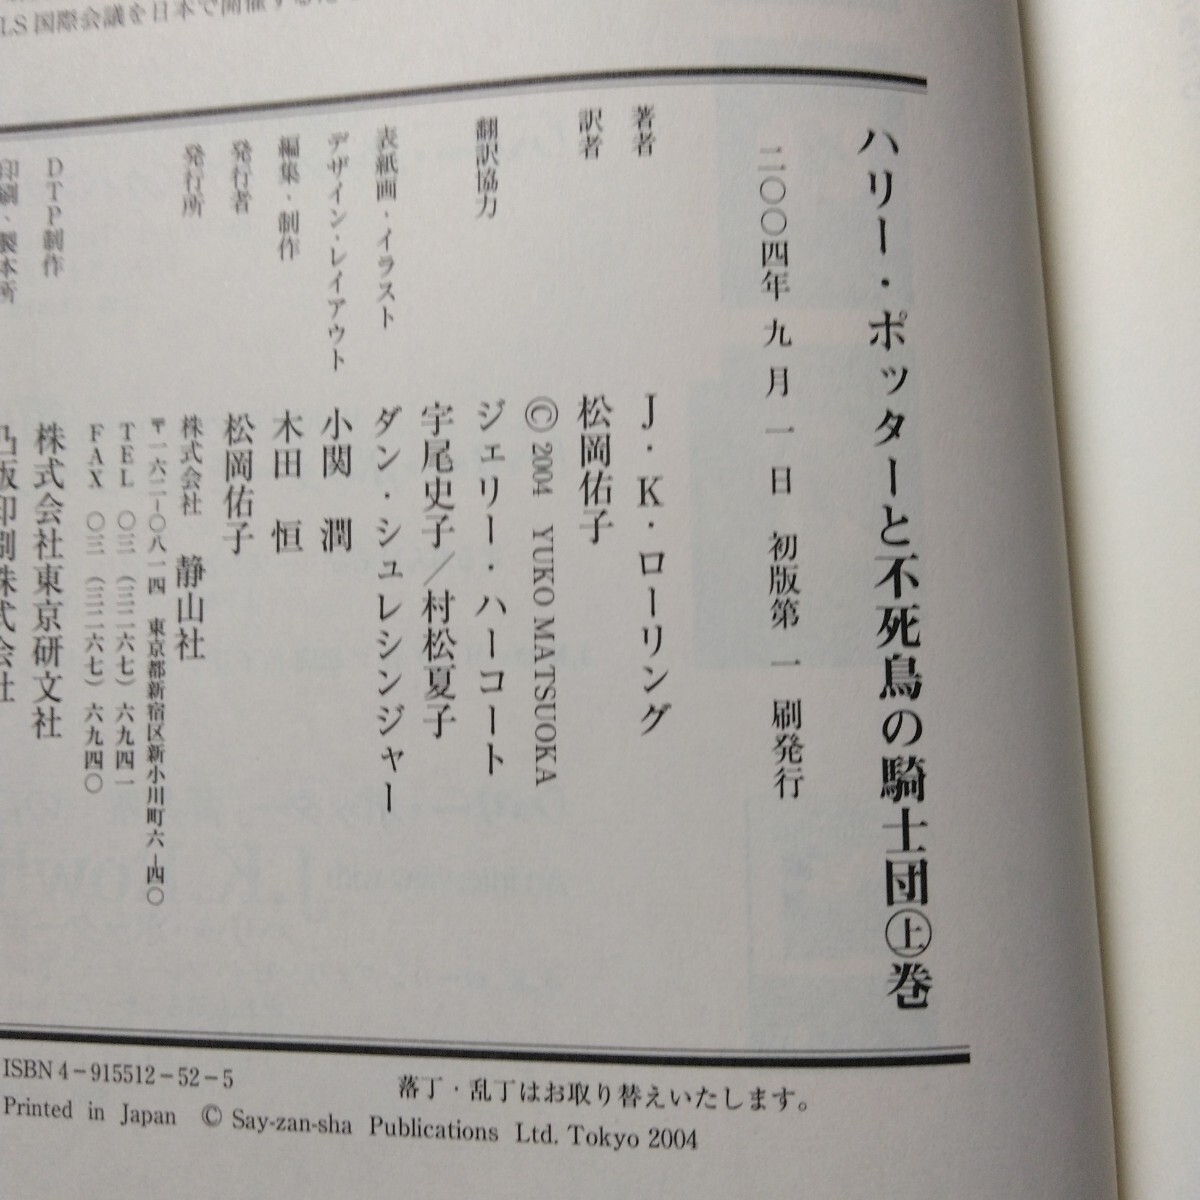 LS国際会議を日本で開催する
ハリー・ポッターと不死鳥の騎士団㊤巻
二〇〇四年 九月一日 初版第一刷発行
著者 J・K・ローリング
訳者 松岡佑子
© 2004 YUKO MATSUOKA
翻訳協力 ジェリー・ハーコート
宇尾史子／村松夏子
表紙画・イラスト ダン・シュレシンジャー
デザイン・レイアウト 小関 潤
編集・制作 木田 恒
発行者 松岡佑子
発行所 株式会社 静山社
〒一六二-〇八一四 東京都新宿区新小川町六-四〇
TEL 〇三（三二六七）六九四一
FAX 〇三（三二六七）六九四〇
DTP制作 株式会社東京研文社
印刷・製本所 凸版印刷株式会社
落丁・乱丁はお取り替えいたします。
ISBN4-915512-52-5
Printed in Japan © Say-zan-sha Publications Ltd. Tokyo 2004